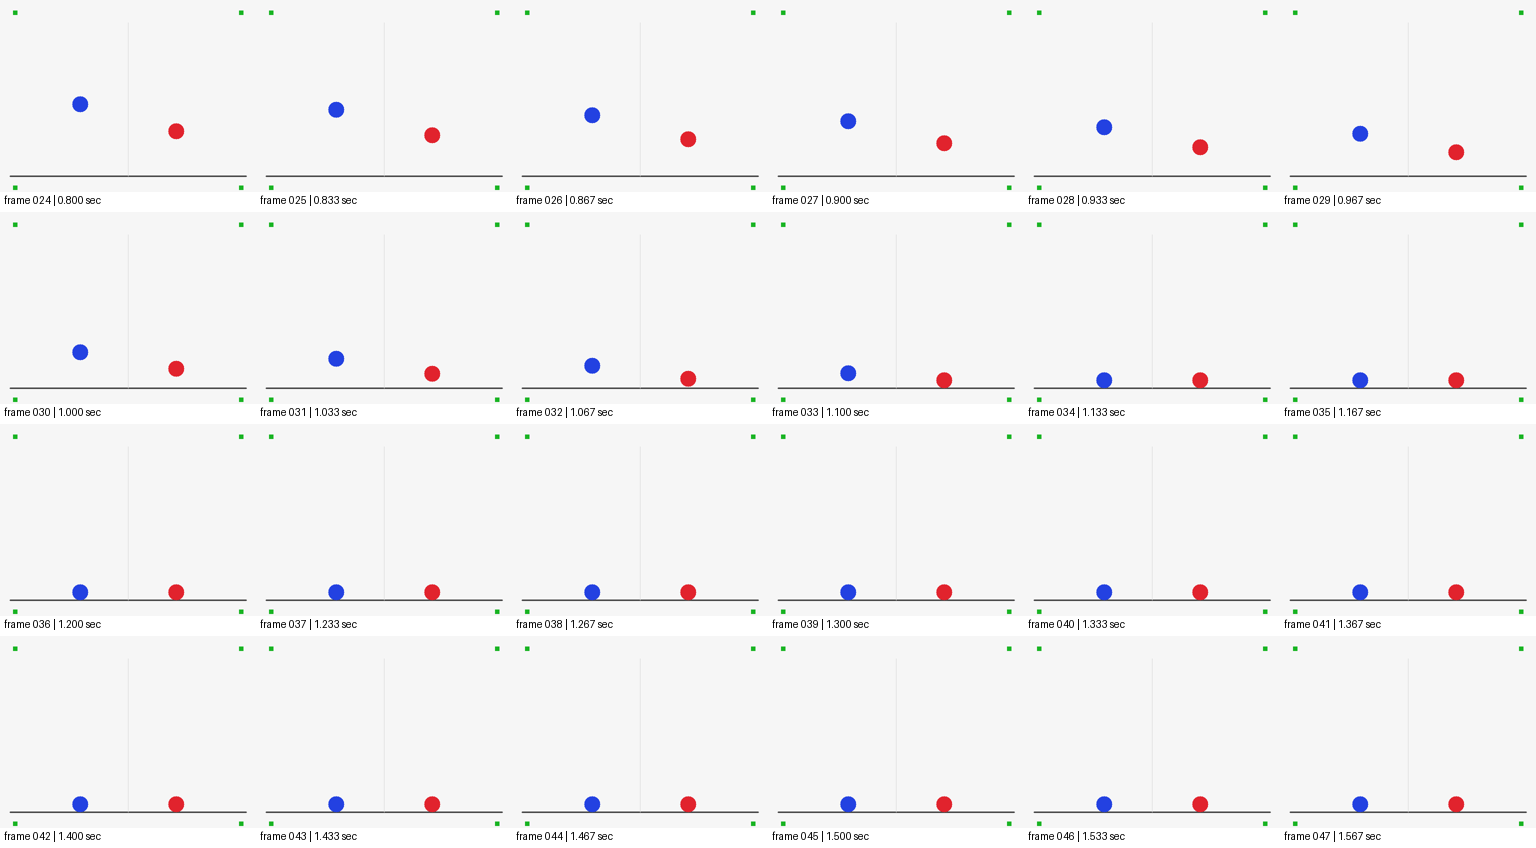 frame 024 | 0.800 sec
frame 025 | 0.833 sec
frame 026 | 0.867 sec
frame 027 | 0.900 sec
frame 028 | 0.933 sec
frame 029 | 0.967 sec
frame 030 | 1.000 sec
frame 031 | 1.033 sec
frame 032 | 1.067 sec
frame 033 | 1.100 sec
frame 034 | 1.133 sec
frame 035 | 1.167 sec
frame 036 | 1.200 sec
frame 037 | 1.233 sec
frame 038 | 1.267 sec
frame 039 | 1.300 sec
frame 040 | 1.333 sec
frame 041 | 1.367 sec
frame 042 | 1.400 sec
frame 043 | 1.433 sec
frame 044 | 1.467 sec
frame 045 | 1.500 sec
frame 046 | 1.533 sec
frame 047 | 1.567 sec